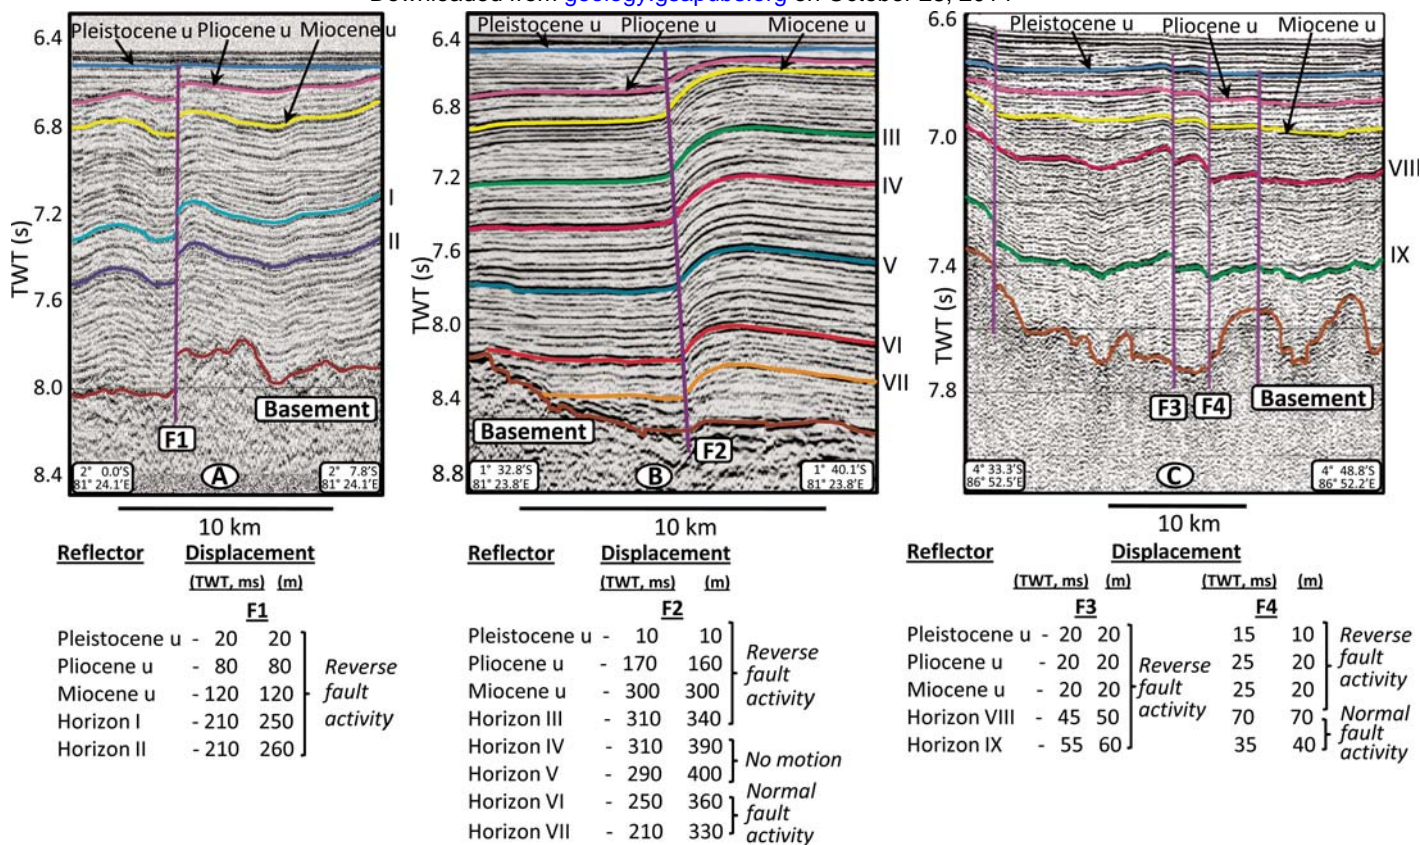 Downloaded from geology.gsapubs.org on October 23, 2014
Pleistocene u Pliocene u Miocene u
6.4
6.8
7.2
7.6
8.0
8.4
TWT (s)
I
II
Basement
F1
2° 0.0'S
81° 24.1'E
A
2° 7.8'S
81° 24.1'E
10 km
Pleistocene u Pliocene u Miocene u
6.4
6.8
7.2
7.6
8.0
8.4
8.8
TWT (s)
III
IV
V
VI
VII
Basement
F2
1° 32.8'S
81° 23.8'E
B
1° 40.1'S
81° 23.8'E
10 km
6.6
7.0
7.4
7.8
TWT (s)
Pleistocene u Pliocene u Miocene u
VIII
IX
F3 F4 Basement
4° 33.3'S
86° 52.5'E
C
4° 48.8'S
86° 52.2'E
10 km
Reflector Displacement
(TWT, ms) (m)
F1
Pleistocene u - 20 20
Pliocene u - 80 80
Miocene u -120 120
Horizon I -210 250
Horizon II -210 260
Reverse
fault
activity
Reflector Displacement
(TWT, ms) (m)
F2
Pleistocene u - 10 10
Pliocene u - 170 160
Miocene u - 300 300
Horizon III - 310 340
Horizon IV - 310 390
Horizon V - 290 400
Horizon VI - 250 360
Horizon VII - 210 330
Reverse
fault
activity
No motion
Normal
fault
activity
Reflector Displacement
(TWT, ms) (m) (TWT, ms) (m)
F3 F4
Pleistocene u - 20 20 15 10
Pliocene u - 20 20 25 20
Miocene u - 20 20 25 20
Horizon VIII - 45 50 70 70
Horizon IX - 55 60 35 40
Reverse
fault
activity
Reverse
fault
activity
Normal
fault
activity